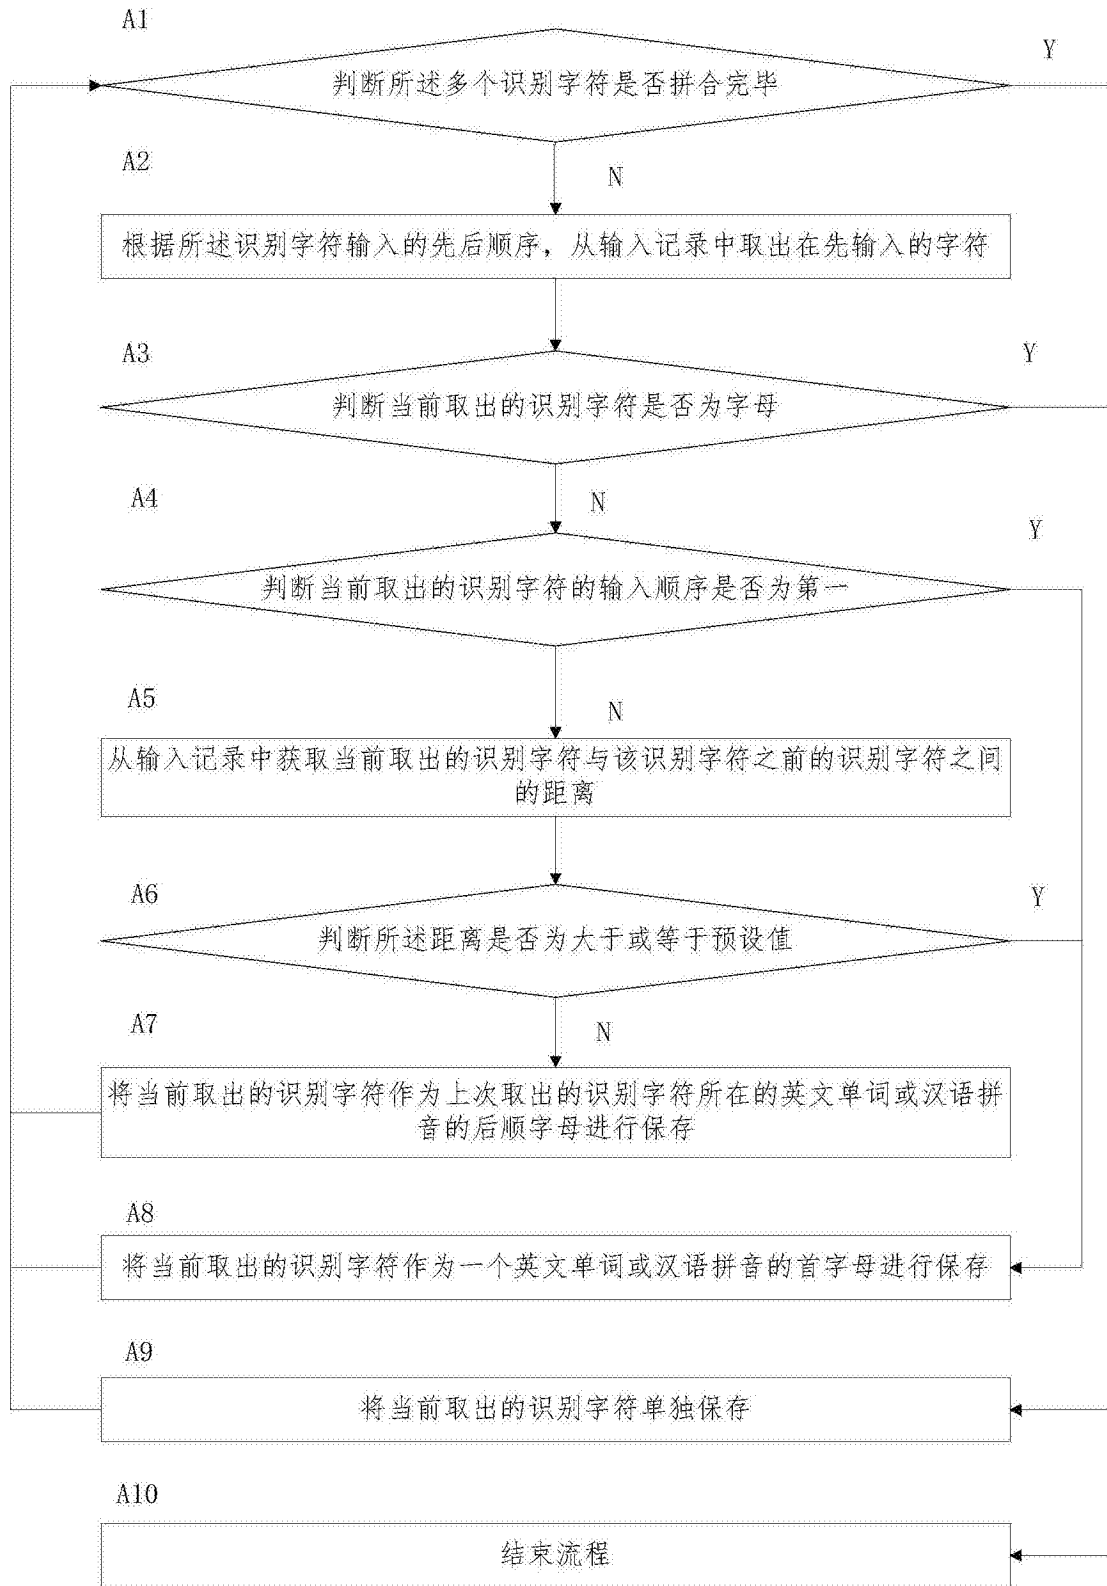 A1
Y
判断所述多个识别字符是否拼合完毕
A2
N
根据所述识别字符输入的先后顺序，从输入记录中取出在先输入的字符
A3
Y
判断当前取出的识别字符是否为字母
A4
N
Y
判断当前取出的识别字符的输入顺序是否为第一
A5
N
从输入记录中获取当前取出的识别字符与该识别字符之前的识别字符之间
的距离
A6
Y
判断所述距离是否为大于或等于预设值
A7
N
将当前取出的识别字符作为上次取出的识别字符所在的英文单词或汉语拼
音的后顺字母进行保存
A8
将当前取出的识别字符作为一个英文单词或汉语拼音的首字母进行保存
A9
将当前取出的识别字符单独保存
A10
结束流程